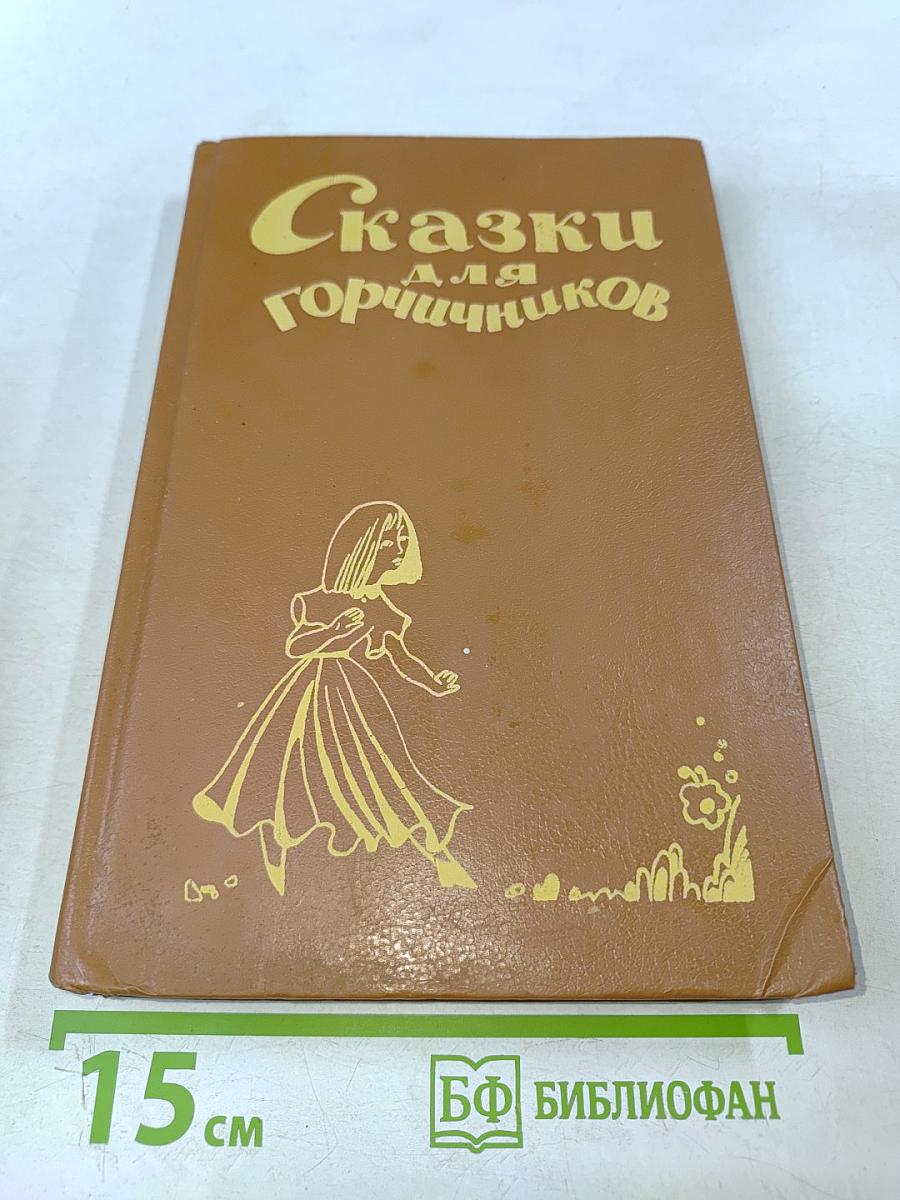 Сказки
для
горчичников
15 см
БФ БИБЛИОФАН